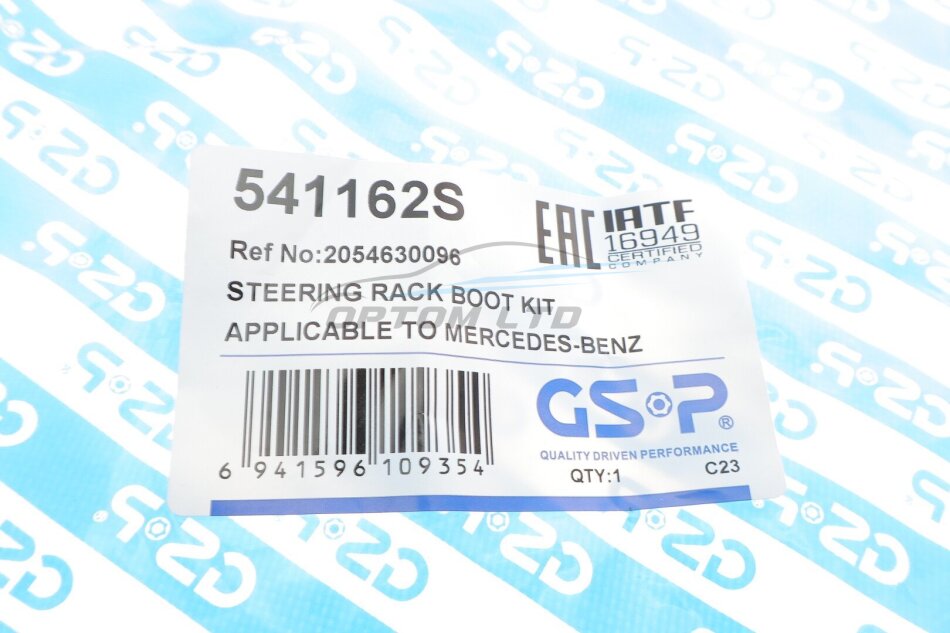 541162S
EAC
IATF
16949
CERTIFIED
COMPANY
Ref No:2054630096
STEERING RACK BOOT KIT
OPTOM LTD
APPLICABLE TO MERCEDES-BENZ
GSP®
QUALITY DRIVEN PERFORMANCE
6 941596 109354
QTY:1
C23